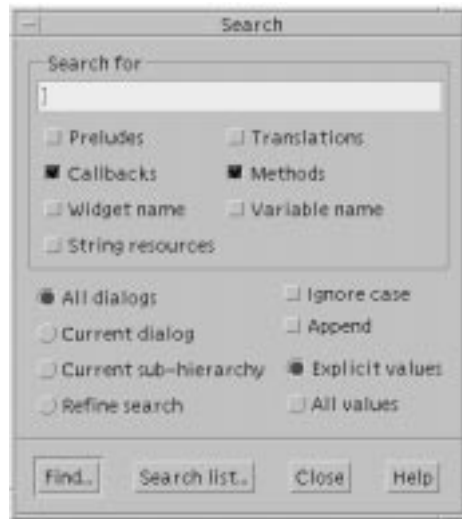 Search
Search for
Preludes Translations
Callbacks Methods
Widget name Variable name
String resources
All dialogs Ignore case
Current dialog Append
Current sub-hierarchy Explicit values
Refine search All values
Find.. Search list.. Close Help